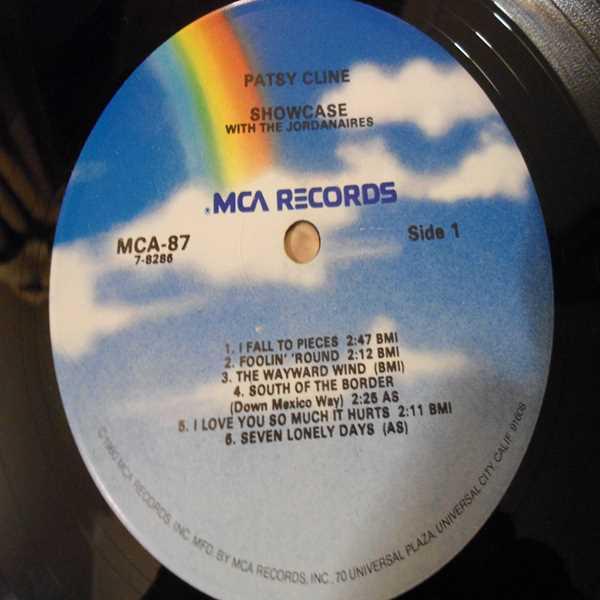 PATSY CLINE
SHOWCASE
WITH THE JORDANAIRES
®MCA RECORDS
MCA-87
7-8286
Side 1
1. I FALL TO PIECES 2:47 BMI
2. FOOLIN' 'ROUND 2:12 BMI
3. THE WAYWARD WIND (BMI)
4. SOUTH OF THE BORDER
(Down Mexico Way) 2:25 AS
5. I LOVE YOU SO MUCH IT HURTS 2:11 BMI
6. SEVEN LONELY DAYS (AS)
©1980 MCA RECORDS, INC. MFD. BY MCA RECORDS, INC., 70 UNIVERSAL PLAZA, UNIVERSAL CITY, CALIF. 91608